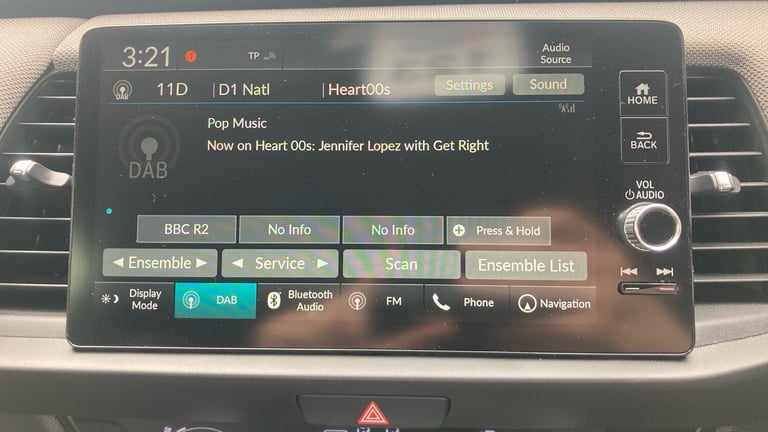 3:21 TP Audio Source
DAB 11D D1 Natl Heart00s Settings Sound
Pop Music
Now on Heart 00s: Jennifer Lopez with Get Right
DAB
BBC R2 No Info No Info Press & Hold
Ensemble Service Scan Ensemble List
Display Mode DAB Bluetooth Audio FM Phone Navigation
HOME
BACK
VOL
AUDIO